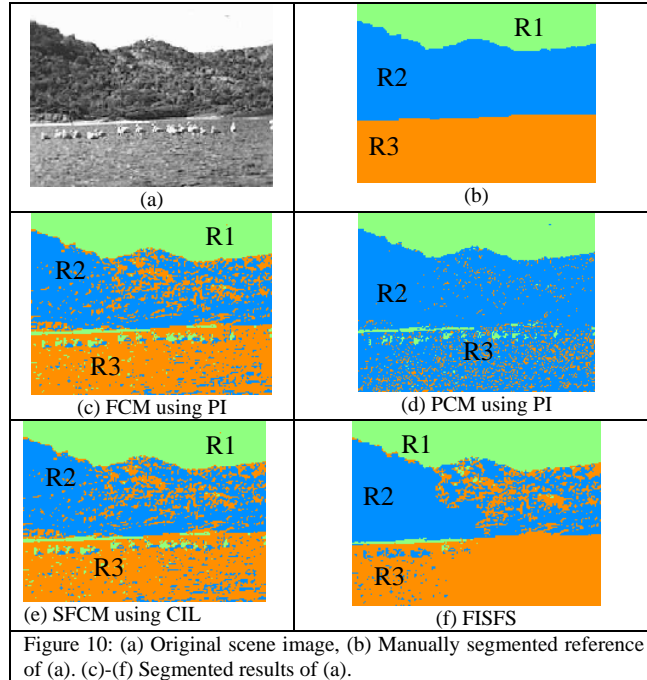 (a)
R1
R2
R3
(b)
R1
R2
R3
(c) FCM using PI
R2
R3
(d) PCM using PI
R1
R2
R3
(e) SFCM using CIL
R1
R2
R3
(f) FISFS
Figure 10: (a) Original scene image, (b) Manually segmented reference
of (a). (c)-(f) Segmented results of (a).